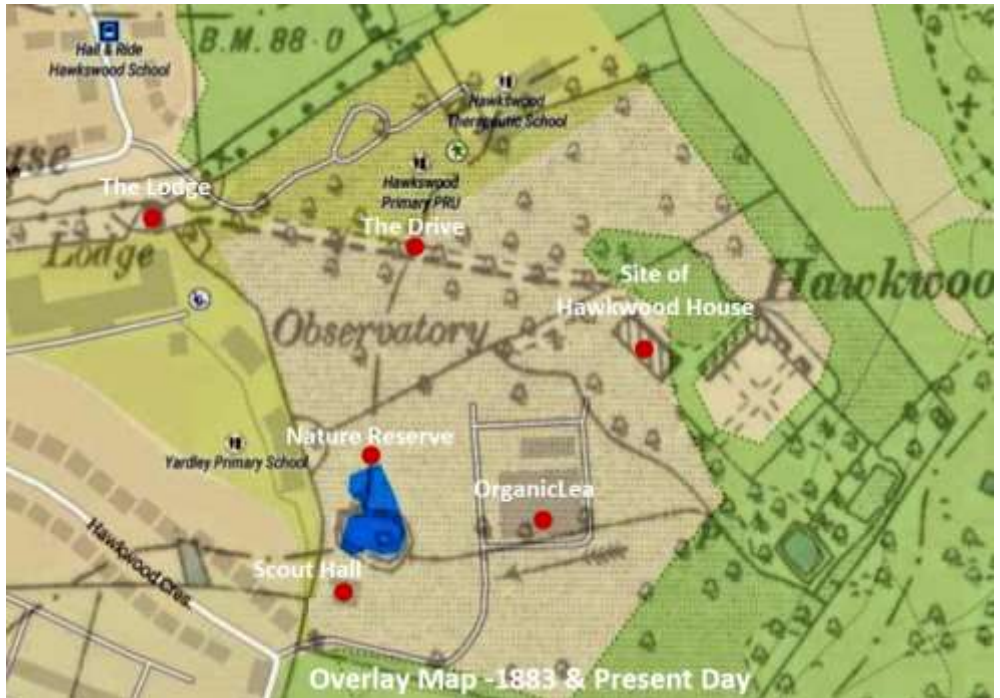 B.M. 88·0
Hail & Ride
Hawkswood School
Hawkswood
Therapeutic School
use
The Lodge
Hawkswood
Primary PRU
The Drive
Lodge
Site of
Hawkwood House
Hawkwoo
Observatory
Nature Reserve
Yardley Primary School
OrganicLea
Hawkwood Cres.
Scout Hall
Overlay Map -1883 & Present Day